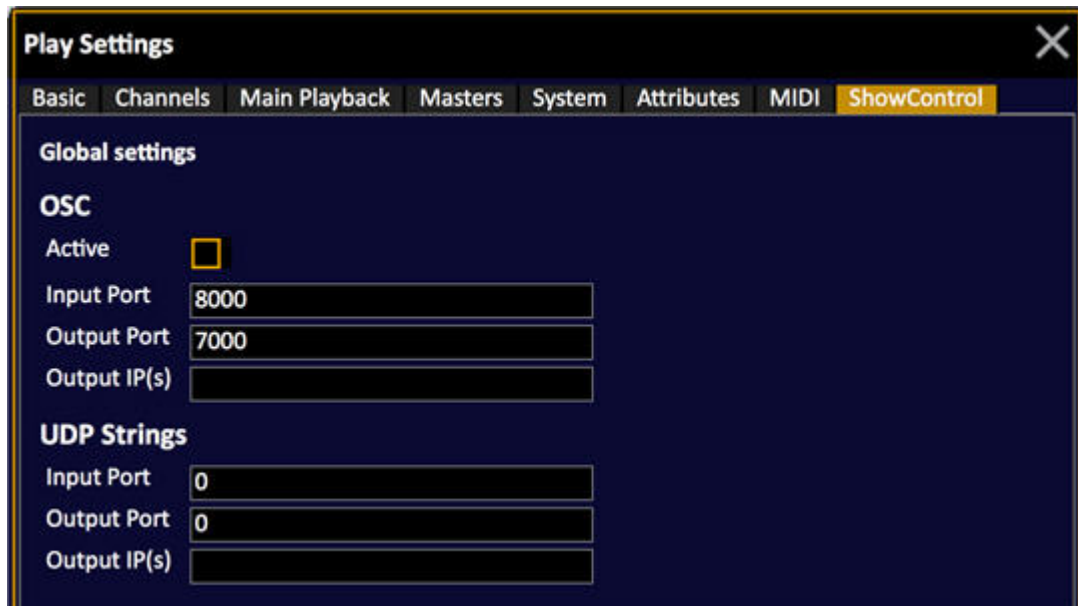 Play Settings
Basic Channels Main Playback Masters System Attributes MIDI ShowControl
Global settings
OSC
Active
Input Port 8000
Output Port 7000
Output IP(s)
UDP Strings
Input Port 0
Output Port 0
Output IP(s)